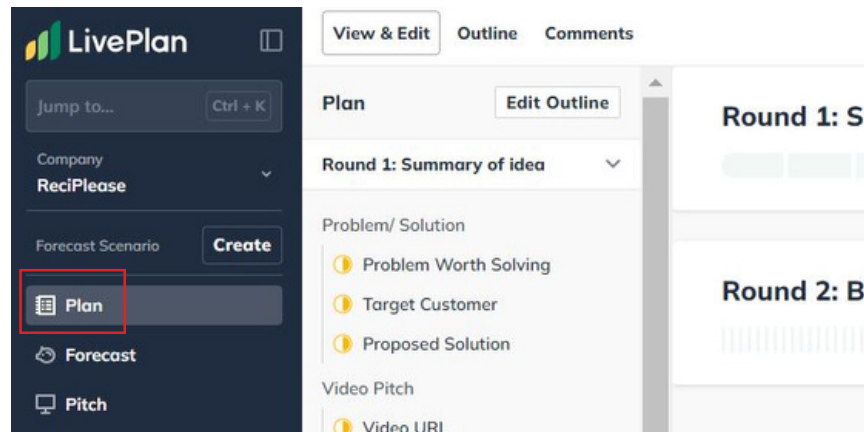 LivePlan
Jump to...
Ctrl + K
Company
ReciPlease
Forecast Scenario
Create
Plan
Forecast
Pitch
View & Edit
Outline
Comments
Plan
Edit Outline
Round 1: Summary of idea
Problem/ Solution
Problem Worth Solving
Target Customer
Proposed Solution
Video Pitch
Video URL
Round 1: S
Round 2: B